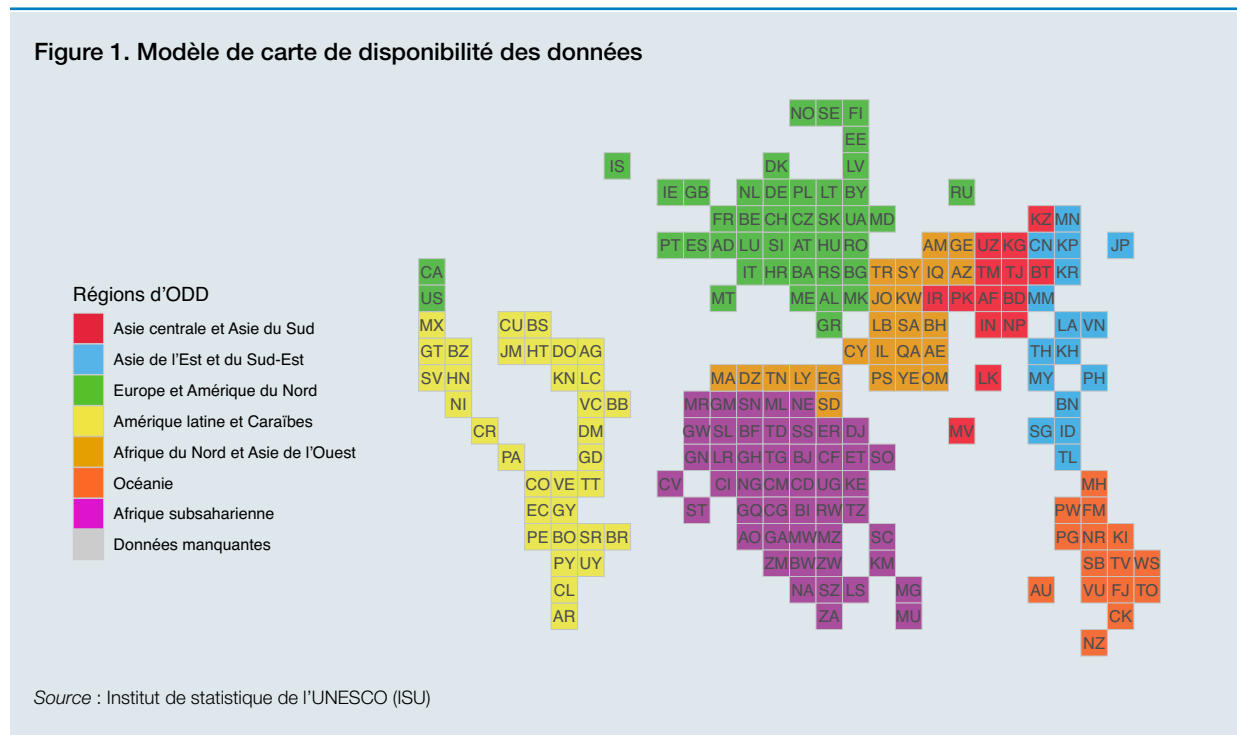 Figure 1. Modèle de carte de disponibilité des données
NO SE FI
EE
IS DK LV
IE GB NL DE PL LT BY RU
FR BE CH CZ SK UA MD KZ MN
PT ES AD LU SI AT HU RO AM GE UZ KG CN KP JP
CA IT HR BA RS BG TR SY IQ AZ TM TJ BT KR
US MT ME AL MK JO KW IR PK AF BD MM
MX CU BS GR LB SA BH IN NP LA VN
GT BZ JM HT DO AG CY IL QA AE TH KH
SV HN KN LC MA DZ TN LY EG PS YE OM LK MY PH
NI VC BB MR GM SN ML NE SD BN
CR DM GW SL BF TD SS ER DJ MV SG ID
PA GD GN LR GH TG BJ CF ET SO TL
CO VE TT CV CI NG CM CD UG KE MH
EC GY ST GQ CG BI RW TZ PW FM
PE BO SR BR AO GA MW MZ SC PG NR KI
PY UY ZM BW ZW KM SB TV WS
CL NA SZ LS MG AU VU FJ TO
AR ZA MU CK
NZ
Régions d'ODD
Asie centrale et Asie du Sud
Asie de l'Est et du Sud-Est
Europe et Amérique du Nord
Amérique latine et Caraïbes
Afrique du Nord et Asie de l'Ouest
Océanie
Afrique subsaharienne
Données manquantes
Source : Institut de statistique de l'UNESCO (ISU)